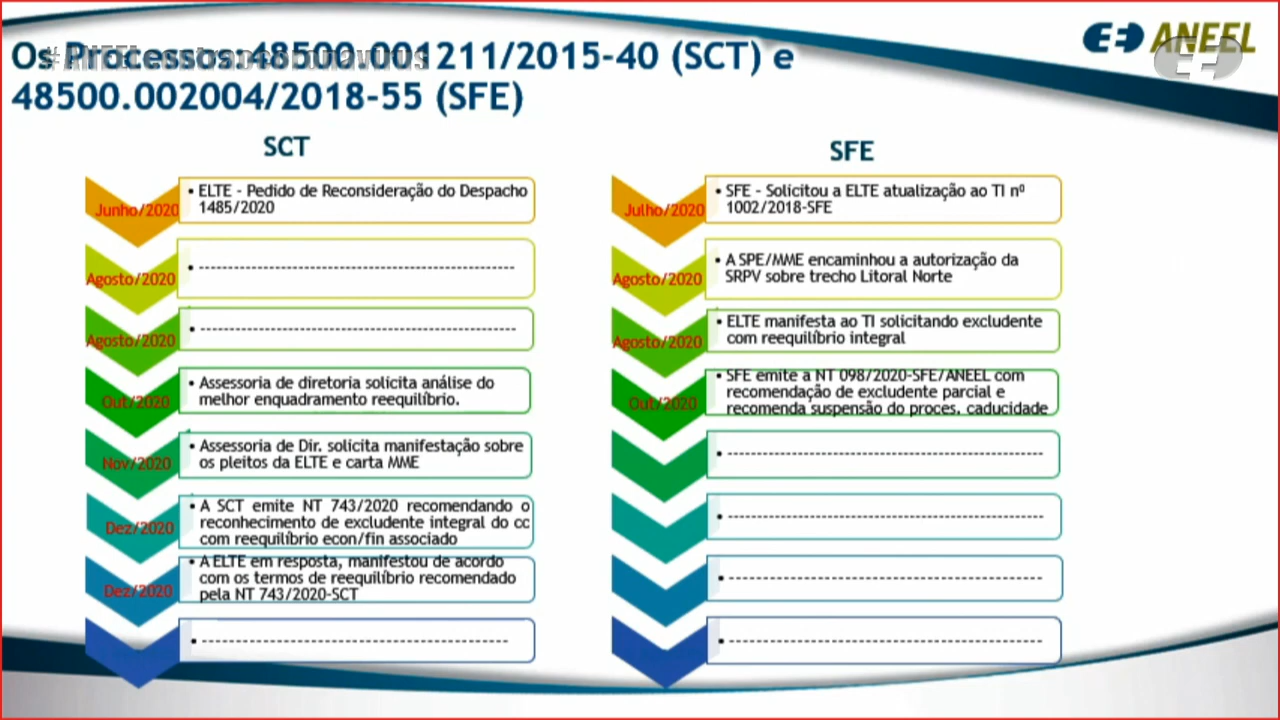 #ANEELcontraocoronavirus
Os Processos:48500.001211/2015-40 (SCT) e
48500.002004/2018-55 (SFE)
ANEEL
SCT
Junho/2020
• ELTE - Pedido de Reconsideração do Despacho
1485/2020
Agosto/2020
• ----------------------------------------------
Agosto/2020
• ----------------------------------------------
Out/2020
• Assessoria de diretoria solicita análise do
melhor enquadramento reequilíbrio.
Nov/2020
• Assessoria de Dir. solicita manifestação sobre
os pleitos da ELTE e carta MME
Dez/2020
• A SCT emite NT 743/2020 recomendando o
reconhecimento de excludente integral do cc
com reequilíbrio econ/fin associado
Dez/2020
• A ELTE em resposta, manifestou de acordo
com os termos de reequilíbrio recomendado
pela NT 743/2020-SCT
• ----------------------------------------------
SFE
Julho/2020
• SFE - Solicitou a ELTE atualização ao TI nº
1002/2018-SFE
Agosto/2020
• A SPE/MME encaminhou a autorização da
SRPV sobre trecho Litoral Norte
Agosto/2020
• ELTE manifesta ao TI solicitando excludente
com reequilíbrio integral
Out/2020
• SFE emite a NT 098/2020-SFE/ANEEL com
recomendação de excludente parcial e
recomenda suspensão do proces. caducidade
• ----------------------------------------------
• ----------------------------------------------
• ----------------------------------------------
• ----------------------------------------------